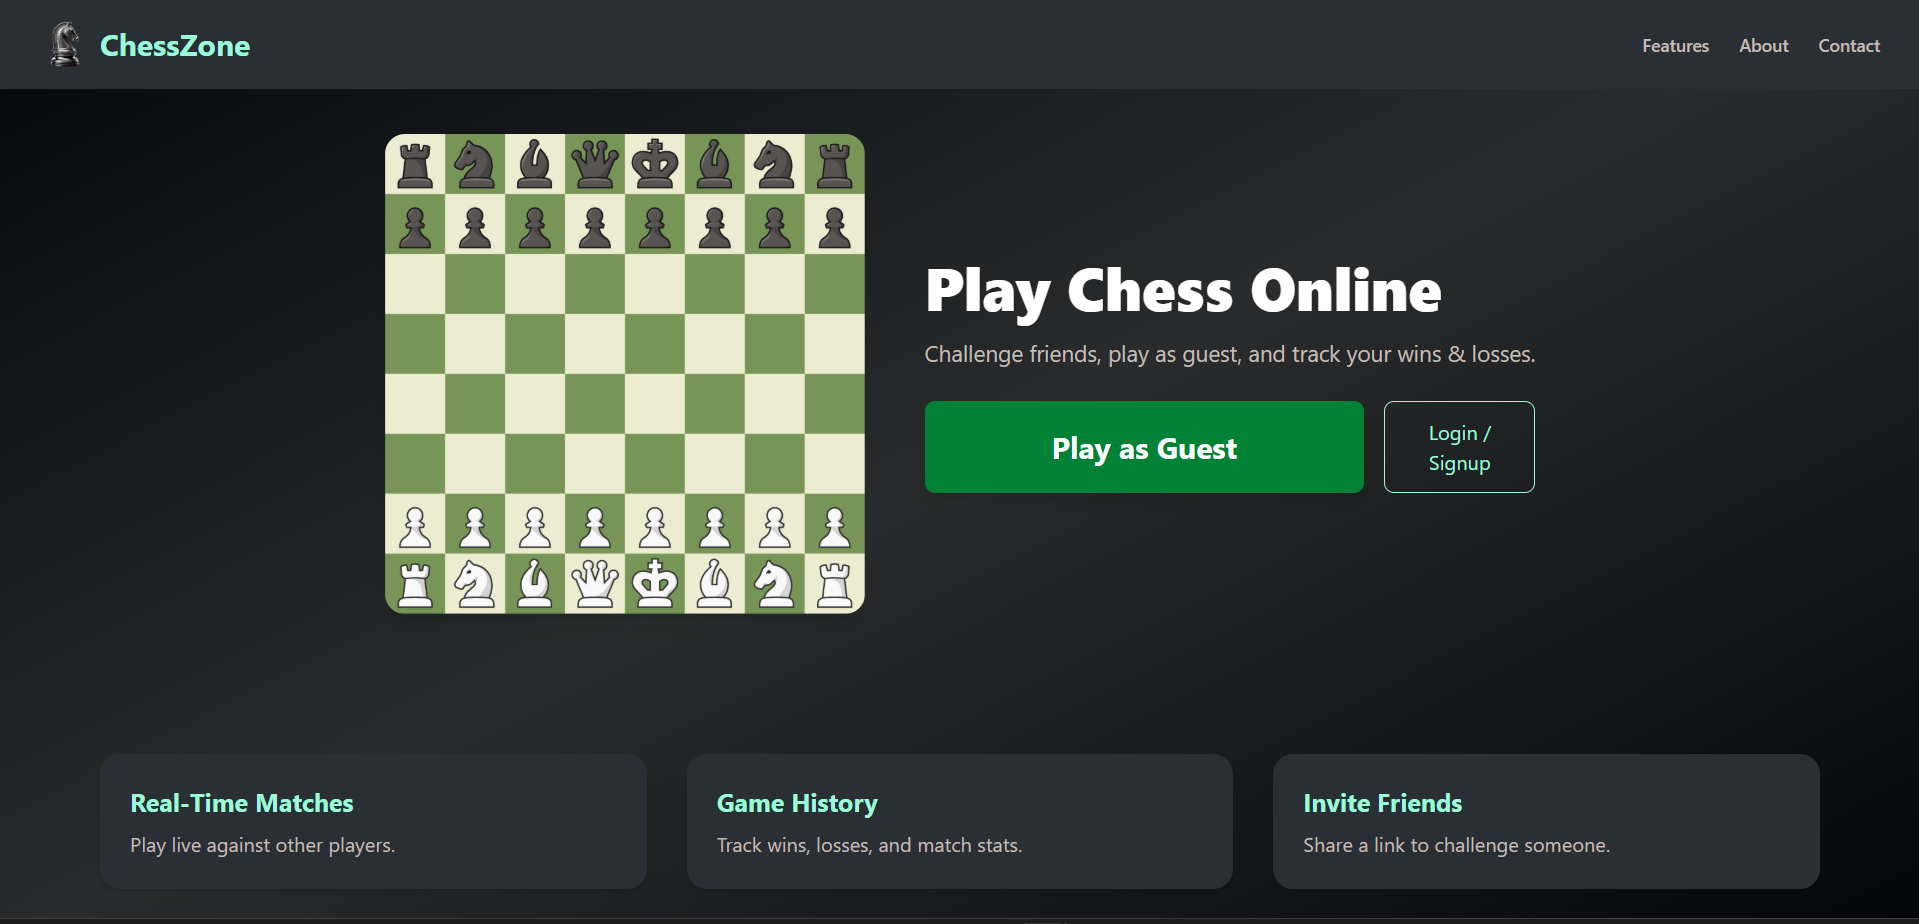 ChessZone
Features
About
Contact
Play Chess Online
Challenge friends, play as guest, and track your wins & losses.
Play as Guest
Login /
Signup
Real-Time Matches
Play live against other players.
Game History
Track wins, losses, and match stats.
Invite Friends
Share a link to challenge someone.